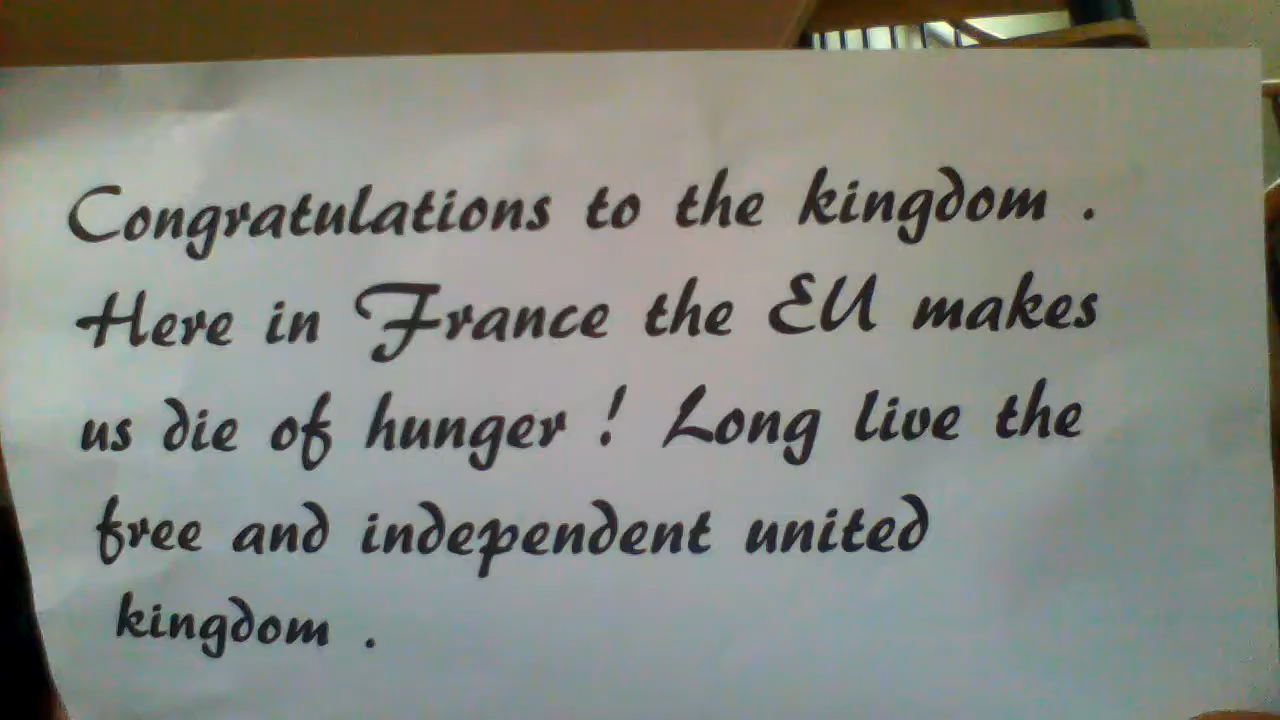 Congratulations to the kingdom .
Here in France the EU makes
us die of hunger ! Long live the
free and independent united
kingdom .